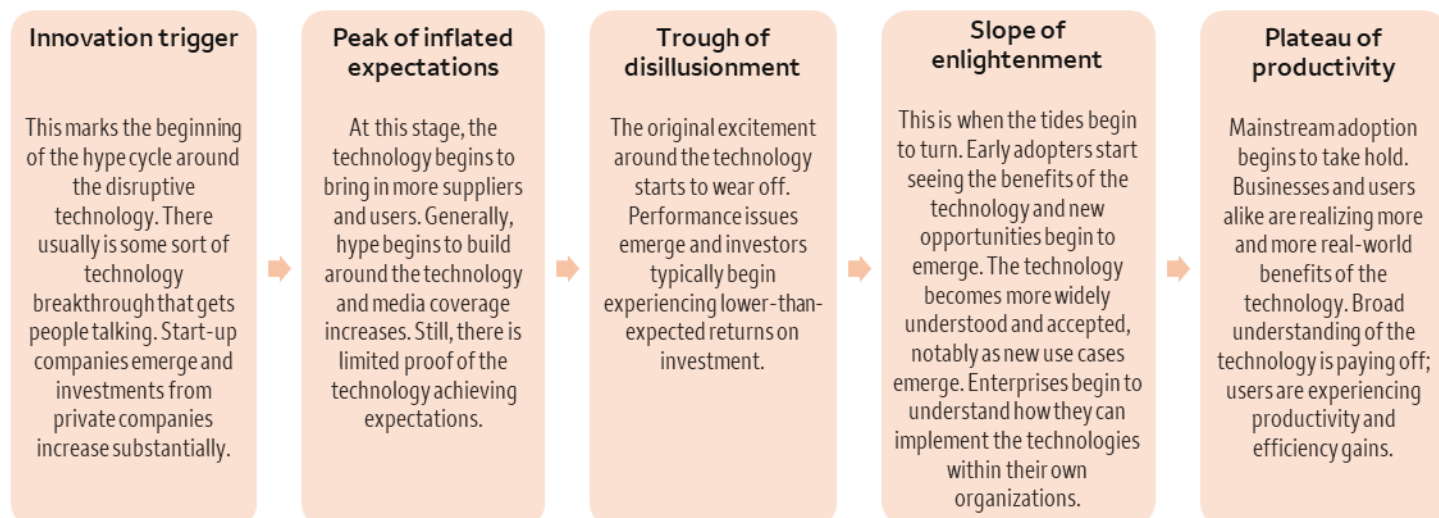 Innovation trigger
This marks the beginning
of the hype cycle around
the disruptive
technology. There
usually is some sort of
technology
breakthrough that gets
people talking. Start-up
companies emerge and
investments from
private companies
increase substantially.
Peak of inflated
expectations
At this stage, the
technology begins to
bring in more suppliers
and users. Generally,
hype begins to build
around the technology
and media coverage
increases. Still, there is
limited proof of the
technology achieving
expectations.
Trough of
disillusionment
The original excitement
around the technology
starts to wear off.
Performance issues
emerge and investors
typically begin
experiencing lower-than-
expected returns on
investment.
Slope of
enlightenment
This is when the tides begin
to turn. Early adopters start
seeing the benefits of the
technology and new
opportunities begin to
emerge. The technology
becomes more widely
understood and accepted,
notably as new use cases
emerge. Enterprises begin to
understand how they can
implement the technologies
within their own
organizations.
Plateau of
productivity
Mainstream adoption
begins to take hold.
Businesses and users
alike are realizing more
and more real-world
benefits of the
technology. Broad
understanding of the
technology is paying off;
users are experiencing
productivity and
efficiency gains.